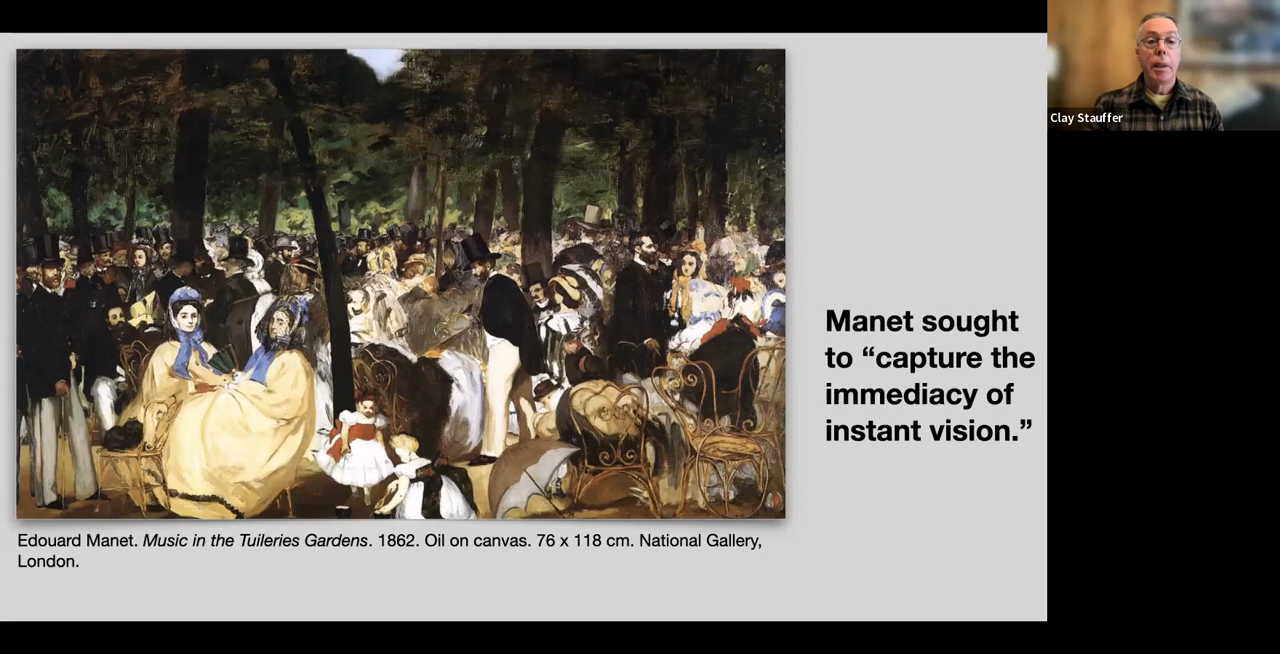 Clay Stauffer
Manet sought
to “capture the
immediacy of
instant vision.”
Edouard Manet. Music in the Tuileries Gardens. 1862. Oil on canvas. 76 x 118 cm. National Gallery,
London.